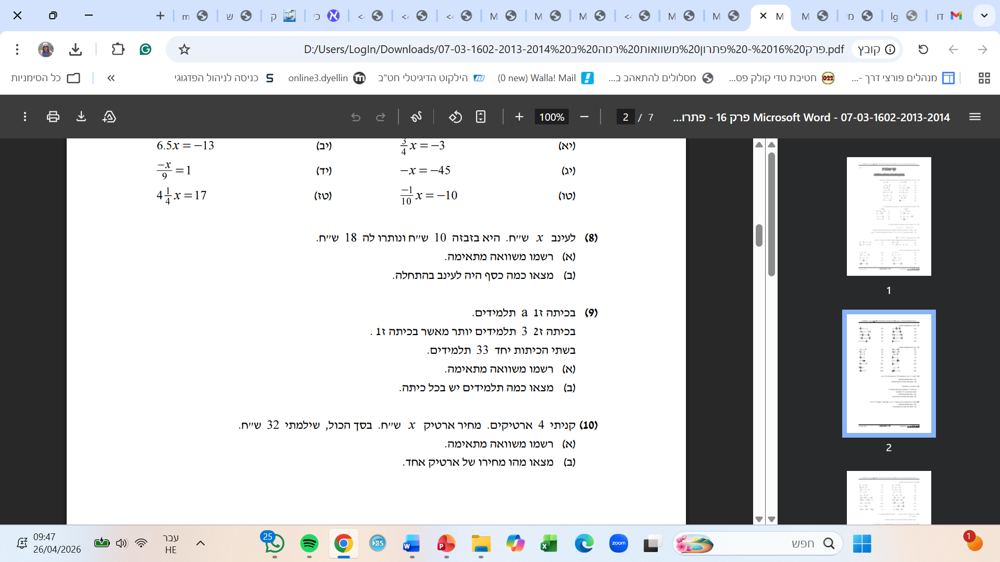 m
ש
ק
כי
M
M
M
M
M
M
M
מי
lg
דו
D:/Users/LogIn/Downloads/07-03-1602-2013-2014%20פרק%2016%20-%20פתרון%20משוואות%20רמה%20ב.pdf
קובץ
מנהלים פורצי דרך -...
חטיבת טדי קולק פס...
מסלולים להתאהב ב...
(0 new) Walla! Mail
הילקוט הדיגיטלי חט"ב
online3.dyellin
כניסה לניהול הפדגוגי
כל הסימניות
Microsoft Word - 07-03-1602-2013-2014 פרק 16 - פתרו...
2 / 7
100%
(יא) 3/4 x = −3 (יב) 6.5x = −13
(יג) −x = −45 (יד) −x/9 = 1
(טו) −1/10 x = −10 (טז) 4 1/4 x = 17
(8) לעינב x ש״ח. היא בזבזה 10 ש״ח ונותרו לה 18 ש״ח.
(א) רשמו משוואה מתאימה.
(ב) מצאו כמה כסף היה לעינב בהתחלה.
(9) בכיתה ז1 a תלמידים.
בכיתה ז2 3 תלמידים יותר מאשר בכיתה ז1 .
בשתי הכיתות יחד 33 תלמידים.
(א) רשמו משוואה מתאימה.
(ב) מצאו כמה תלמידים יש בכל כיתה.
(10) קניתי 4 ארטיקים. מחיר ארטיק x ש״ח. בסך הכול, שילמתי 32 ש״ח.
(א) רשמו משוואה מתאימה.
(ב) מצאו מהו מחירו של ארטיק אחד.
1
2
09:47
26/04/2026
עבר
HE
25
zoom
חפש
1